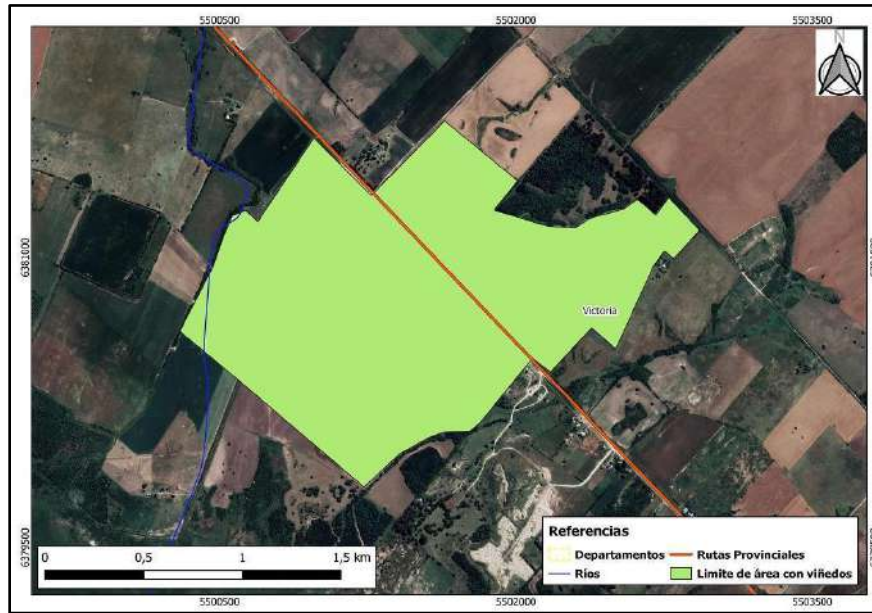 5500500 5502000 5503500
N
6381000
Victoria
6379500
0 0,5 1 1,5 km
Referencias
Departamentos Rutas Provinciales
Ríos Limite de área con viñedos
5500500 5502000 5503500